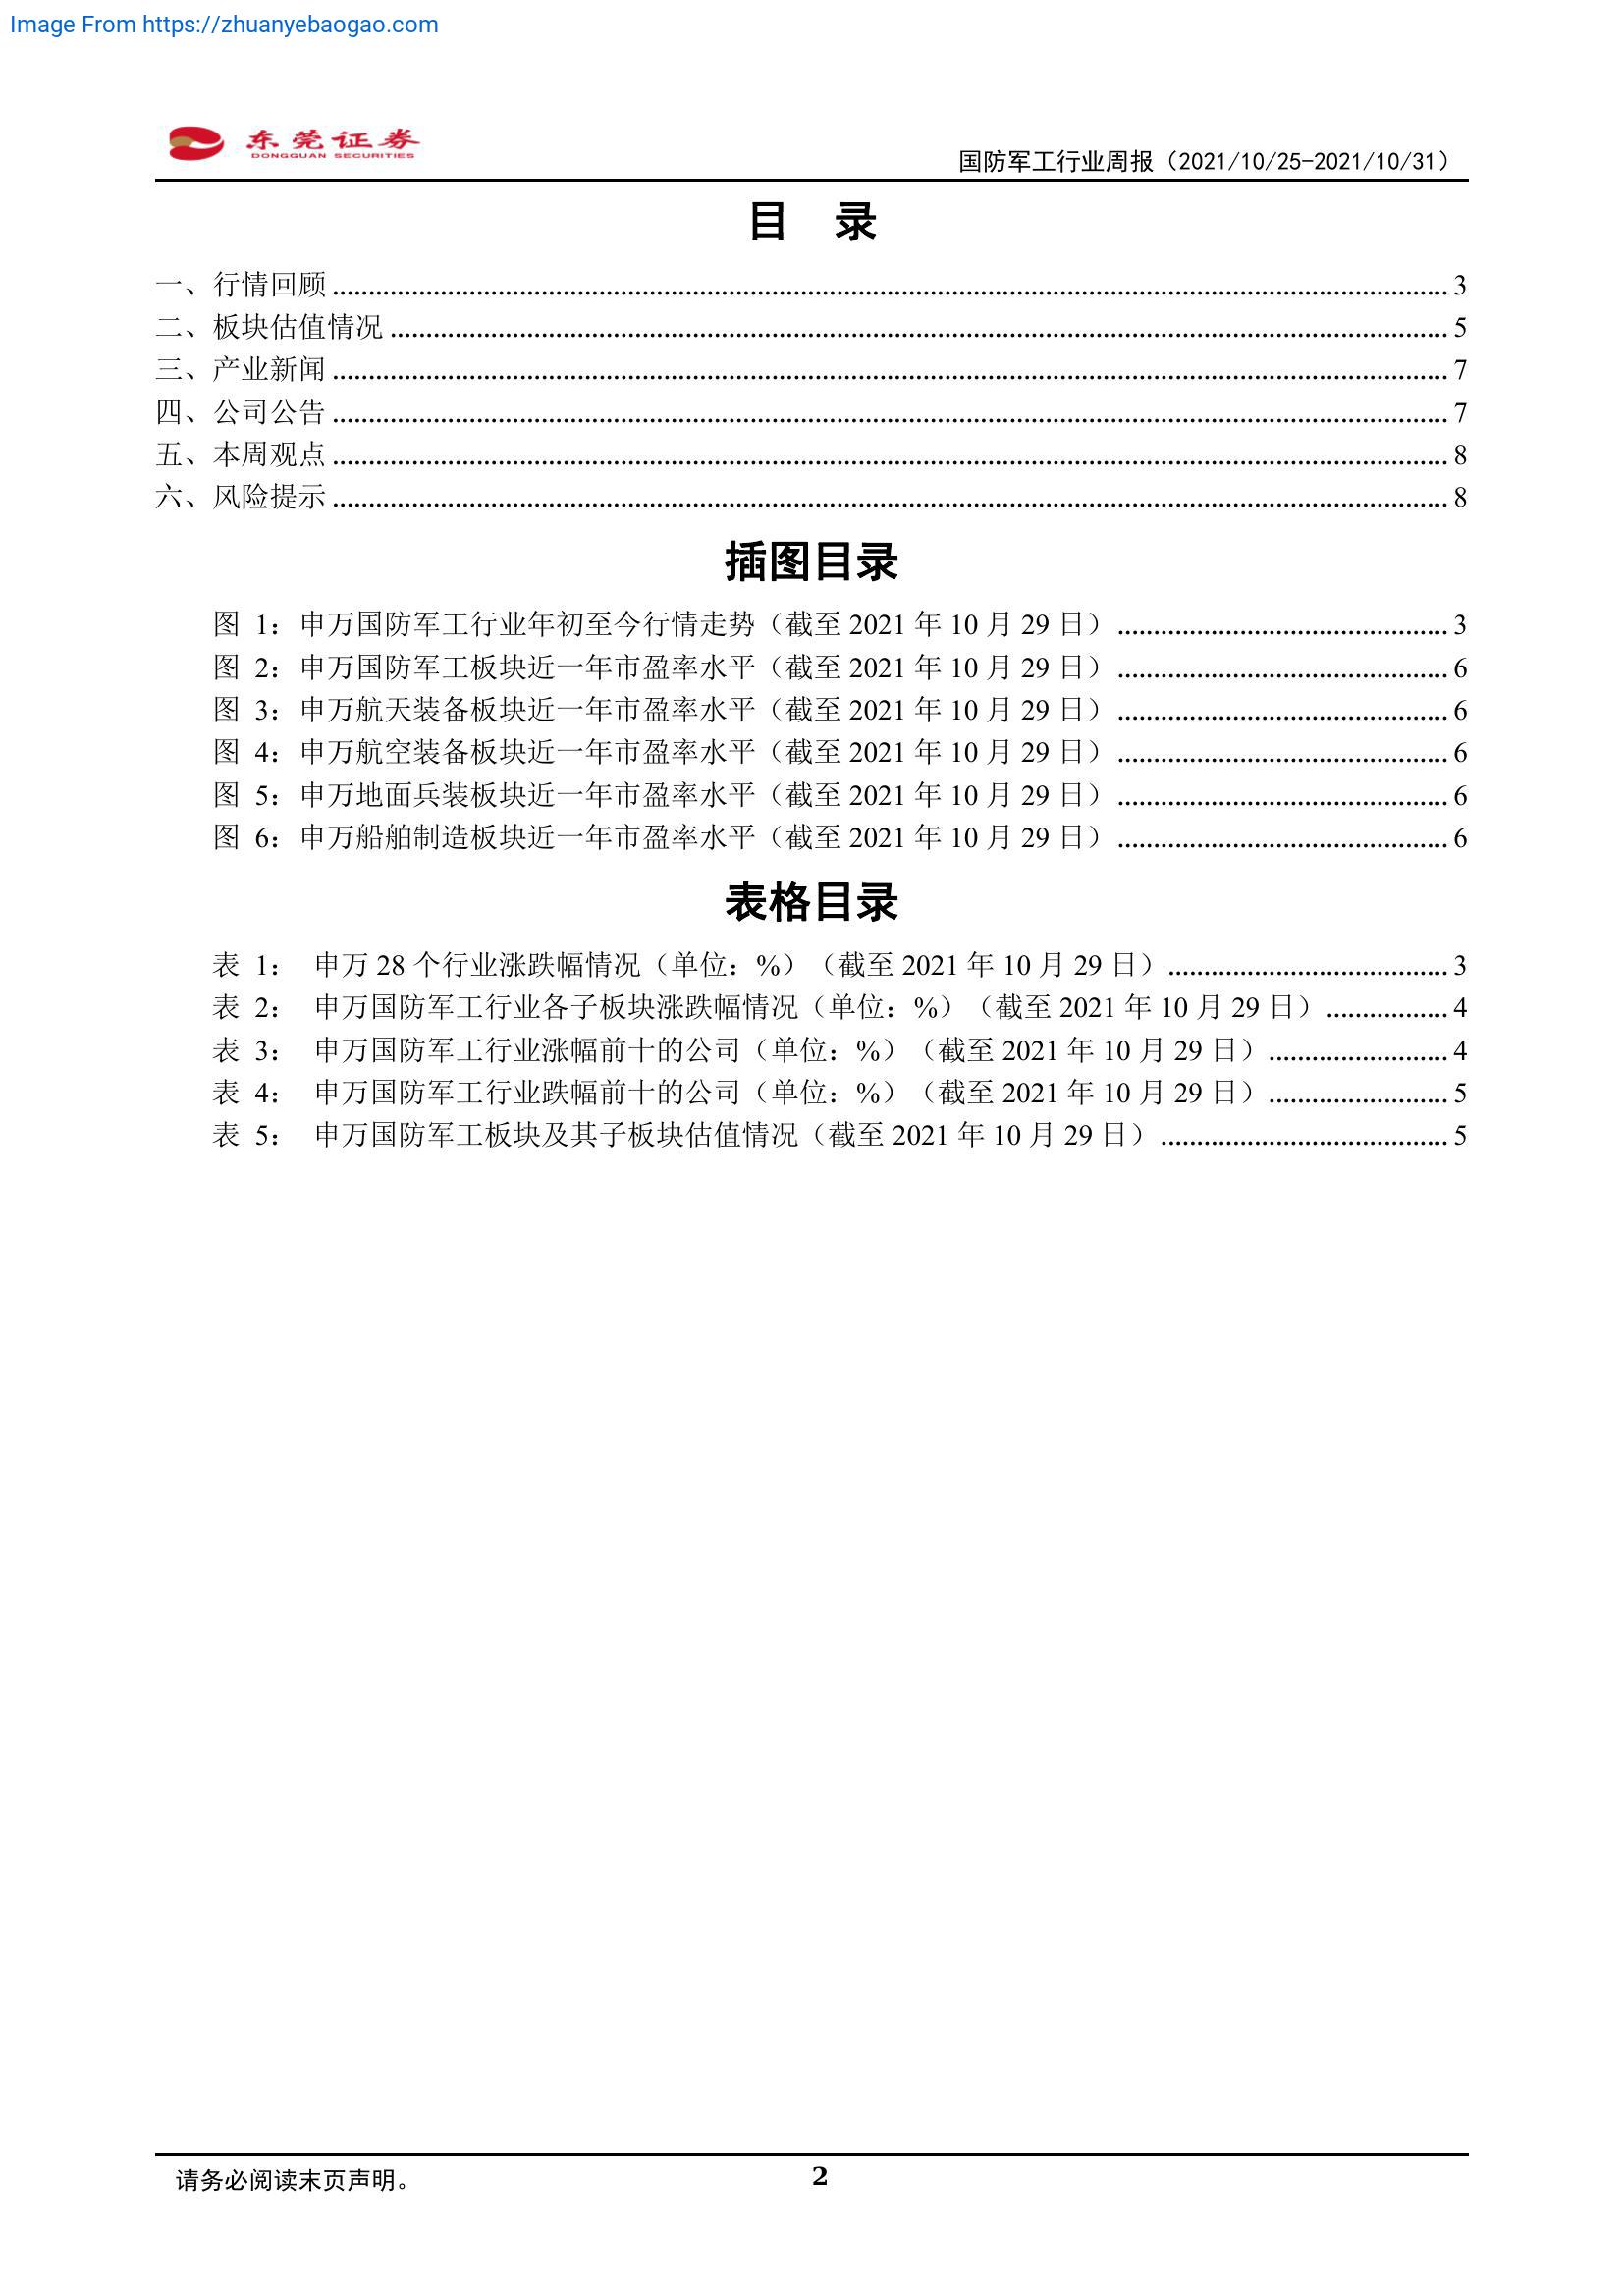 Image From https://zhuanyebaogao.com
东莞证券
DONGGUAN SECURITIES
国防军工行业周报（2021/10/25-2021/10/31）
目 录
一、行情回顾 3
二、板块估值情况 5
三、产业新闻 7
四、公司公告 7
五、本周观点 8
六、风险提示 8
插图目录
图 1：申万国防军工行业年初至今行情走势（截至 2021 年 10 月 29 日） 3
图 2：申万国防军工板块近一年市盈率水平（截至 2021 年 10 月 29 日） 6
图 3：申万航天装备板块近一年市盈率水平（截至 2021 年 10 月 29 日） 6
图 4：申万航空装备板块近一年市盈率水平（截至 2021 年 10 月 29 日） 6
图 5：申万地面兵装板块近一年市盈率水平（截至 2021 年 10 月 29 日） 6
图 6：申万船舶制造板块近一年市盈率水平（截至 2021 年 10 月 29 日） 6
表格目录
表 1： 申万 28 个行业涨跌幅情况（单位：%）（截至 2021 年 10 月 29 日） 3
表 2： 申万国防军工行业各子板块涨跌幅情况（单位：%）（截至 2021 年 10 月 29 日） 4
表 3： 申万国防军工行业涨幅前十的公司（单位：%）（截至 2021 年 10 月 29 日） 4
表 4： 申万国防军工行业跌幅前十的公司（单位：%）（截至 2021 年 10 月 29 日） 5
表 5： 申万国防军工板块及其子板块估值情况（截至 2021 年 10 月 29 日） 5
请务必阅读末页声明。
2